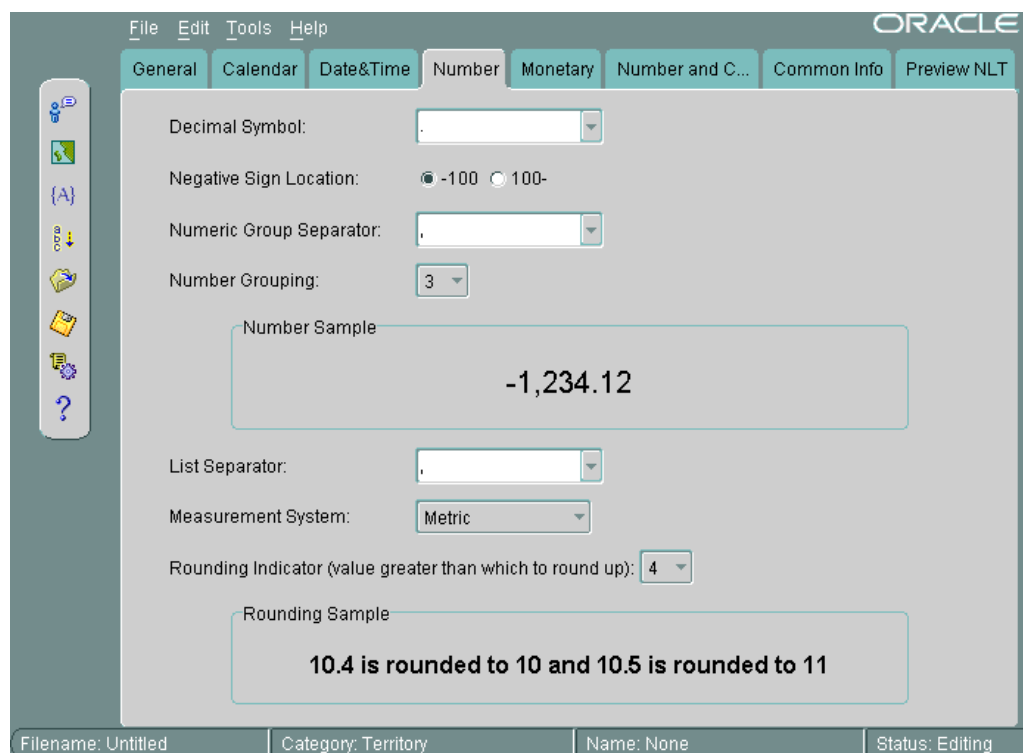 File Edit Tools Help
ORACLE
General Calendar Date&Time Number Monetary Number and C... Common Info Preview NLT
Decimal Symbol: .
Negative Sign Location: -100 100-
Numeric Group Separator: ,
Number Grouping: 3
Number Sample
-1,234.12
List Separator: ,
Measurement System: Metric
Rounding Indicator (value greater than which to round up): 4
Rounding Sample
10.4 is rounded to 10 and 10.5 is rounded to 11
{A}
a
b
c
?
Filename: Untitled Category: Territory Name: None Status: Editing